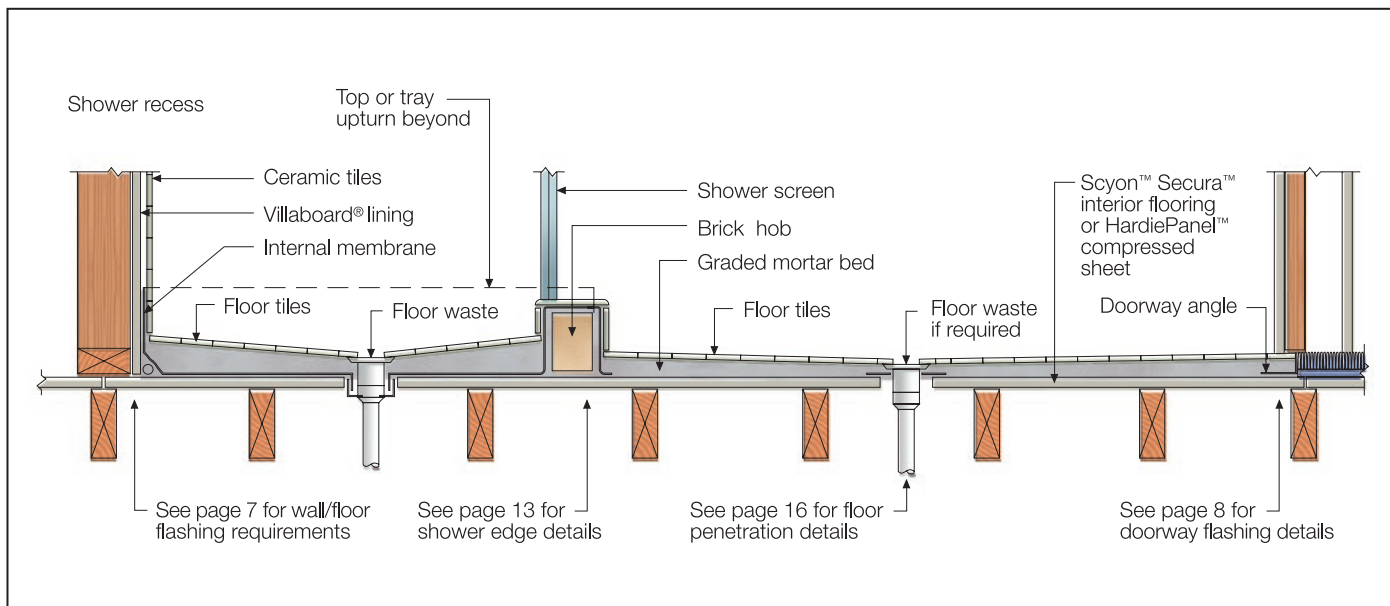 Shower recess
Top or tray
upturn beyond
Ceramic tiles
Villaboard® lining
Internal membrane
Floor tiles
Floor waste
Shower screen
Brick hob
Graded mortar bed
Floor tiles
Floor waste
if required
Scyon™ Secura™
interior flooring
or HardiePanel™
compressed
sheet
Doorway angle
See page 7 for wall/floor
flashing requirements
See page 13 for
shower edge details
See page 16 for floor
penetration details
See page 8 for
doorway flashing details